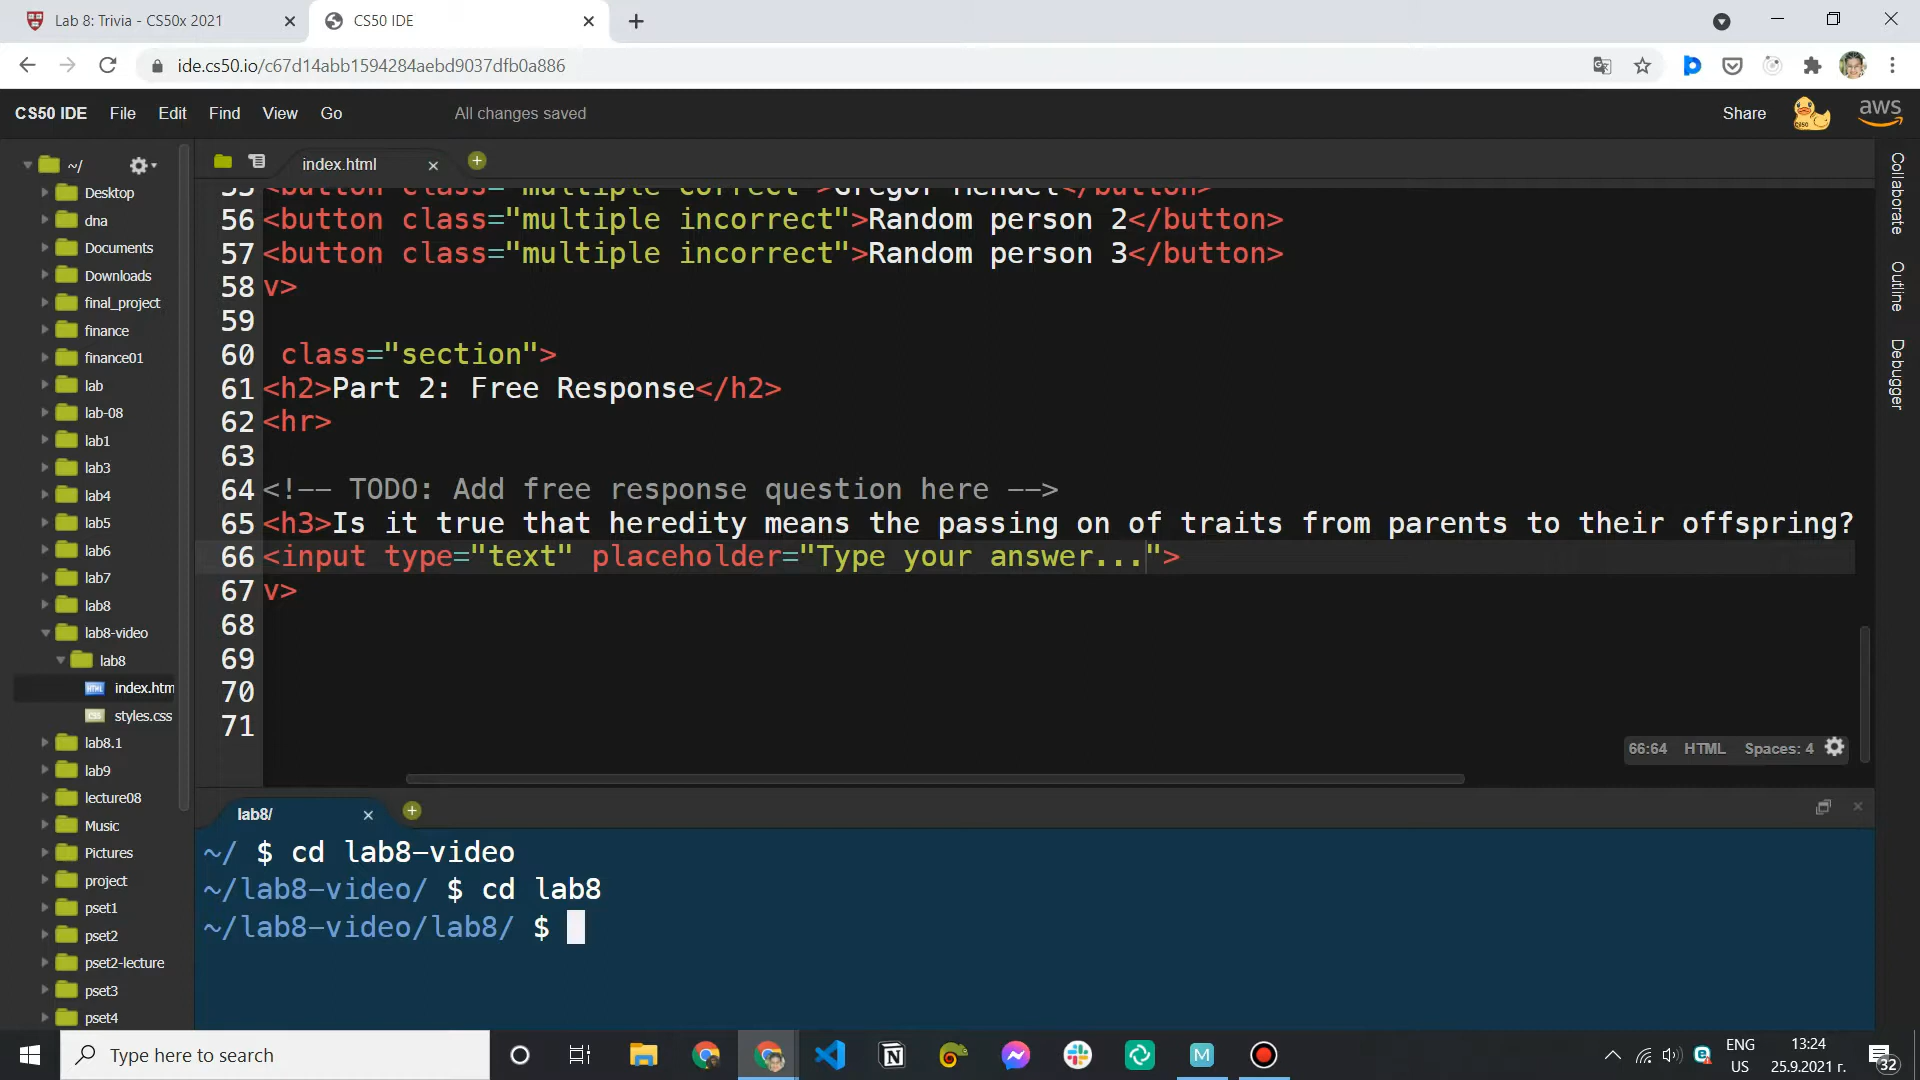 Lab 8: Trivia - CS50x 2021
CS50 IDE
ide.cs50.io/c67d14abb1594284aebd9037dfb0a886
CS50 IDE File Edit Find View Go All changes saved Share aws
~/
Desktop
dna
Documents
Downloads
final_project
finance
finance01
lab
lab-08
lab1
lab3
lab4
lab5
lab6
lab7
lab8
lab8-video
lab8
index.htm
styles.css
lab8.1
lab9
lecture08
Music
Pictures
project
pset1
pset2
pset2-lecture
pset3
pset4
index.html
55 <button class="multiple correct">Gregor Mendel</button>
56 <button class="multiple incorrect">Random person 2</button>
57 <button class="multiple incorrect">Random person 3</button>
58 v>
59
60 class="section">
61 <h2>Part 2: Free Response</h2>
62 <hr>
63
64 <!-- TODO: Add free response question here -->
65 <h3>Is it true that heredity means the passing on of traits from parents to their offspring?
66 <input type="text" placeholder="Type your answer...">
67 v>
68
69
70
71
66:64 HTML Spaces: 4
Collaborate
Outline
Debugger
lab8/
~/ $ cd lab8-video
~/lab8-video/ $ cd lab8
~/lab8-video/lab8/ $
Type here to search
ENG
US
13:24
25.9.2021 г.
32